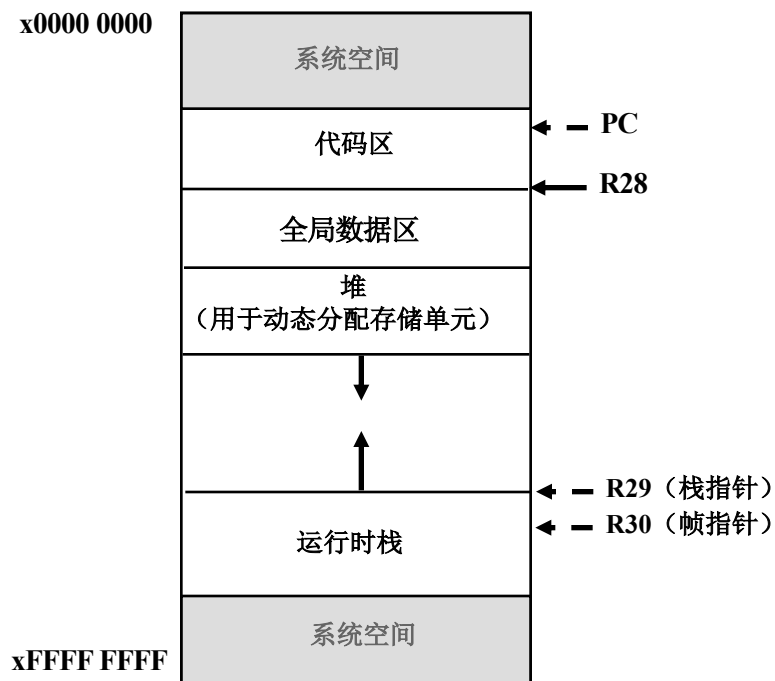 x0000 0000
系统空间
PC
代码区
R28
全局数据区
堆
（用于动态分配存储单元）
R29（栈指针）
R30（帧指针）
运行时栈
系统空间
xFFFF FFFF